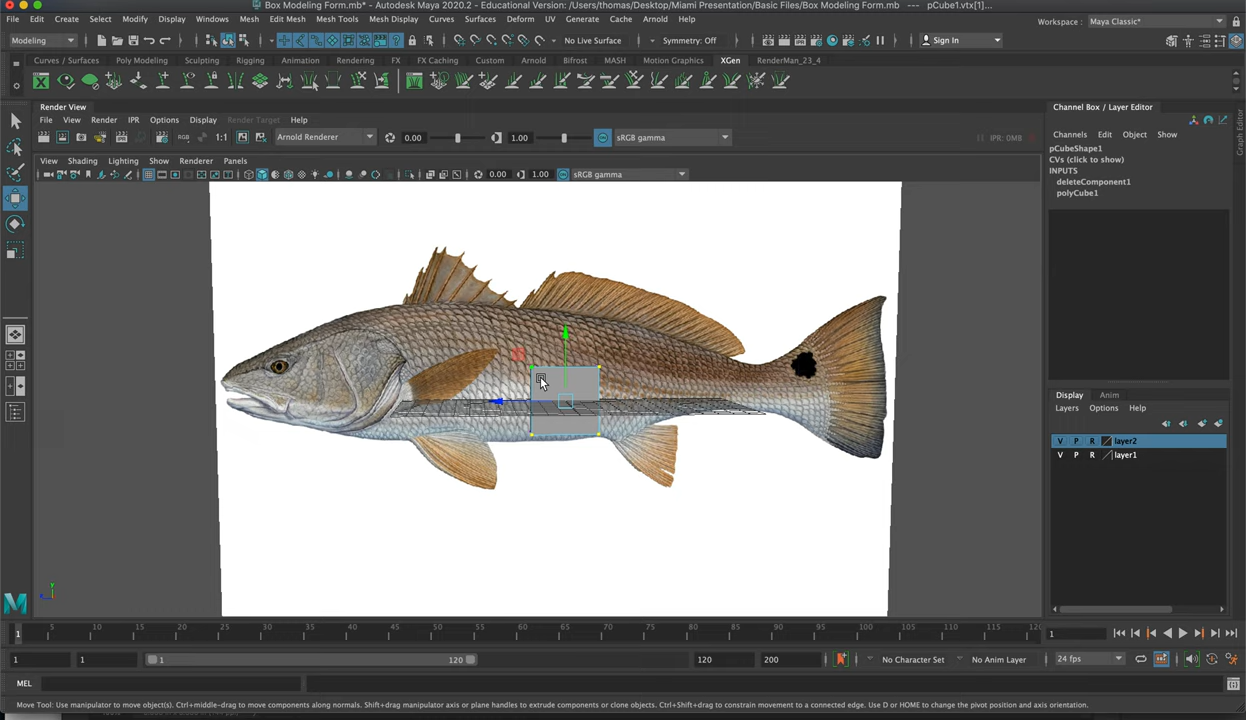 Box Modeling Form.mb* - Autodesk Maya 2020.2 - Educational Version: /Users/thomas/Desktop/Miami Presentation/Basic Files/Box Modeling Form.mb --- pCube1.vtx[1]...
File Edit Create Select Modify Display Windows Mesh Edit Mesh Mesh Tools Mesh Display Curves Surfaces Deform UV Generate Cache Arnold Help
Workspace : Maya Classic*
Modeling No Live Surface Symmetry: Off Sign In
Curves / Surfaces Poly Modeling Sculpting Rigging Animation Rendering FX FX Caching Custom Arnold Bifrost MASH Motion Graphics XGen RenderMan_23_4
Render View
File View Render IPR Options Display Render Target Help
RGB 1:1 Arnold Renderer 0.00 1.00 sRGB gamma IPR: 0MB
View Shading Lighting Show Renderer Panels
0.00 1.00 sRGB gamma
Channel Box / Layer Editor
Channels Edit Object Show
pCubeShape1
CVs (click to show)
INPUTS
deleteComponent1
polyCube1
Display Anim
Layers Options Help
V P R layer2
V P R layer1
Graph Editor
y
1 5 10 15 20 25 30 35 40 45 50 55 60 65 70 75 80 85 90 95 100 105 110 115 12 1
1 1 1 120 120 200 No Character Set No Anim Layer 24 fps
MEL
Move Tool: Use manipulator to move object(s). Ctrl+middle-drag to move components along normals. Shift+drag manipulator axis or plane handles to extrude components or clone objects. Ctrl+Shift+drag to constrain movement to a connected edge. Use D or HOME to change the pivot position and axis orientation.